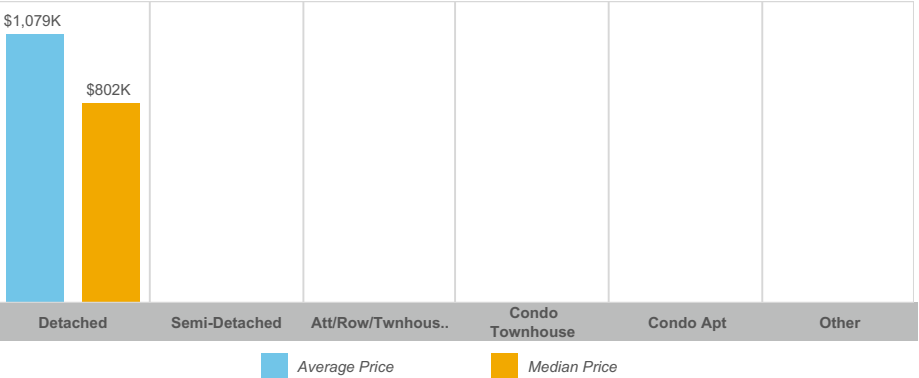 $1,079K
$802K
Detached
Semi-Detached
Att/Row/Twnhous..
Condo
Townhouse
Condo Apt
Other
Average Price
Median Price